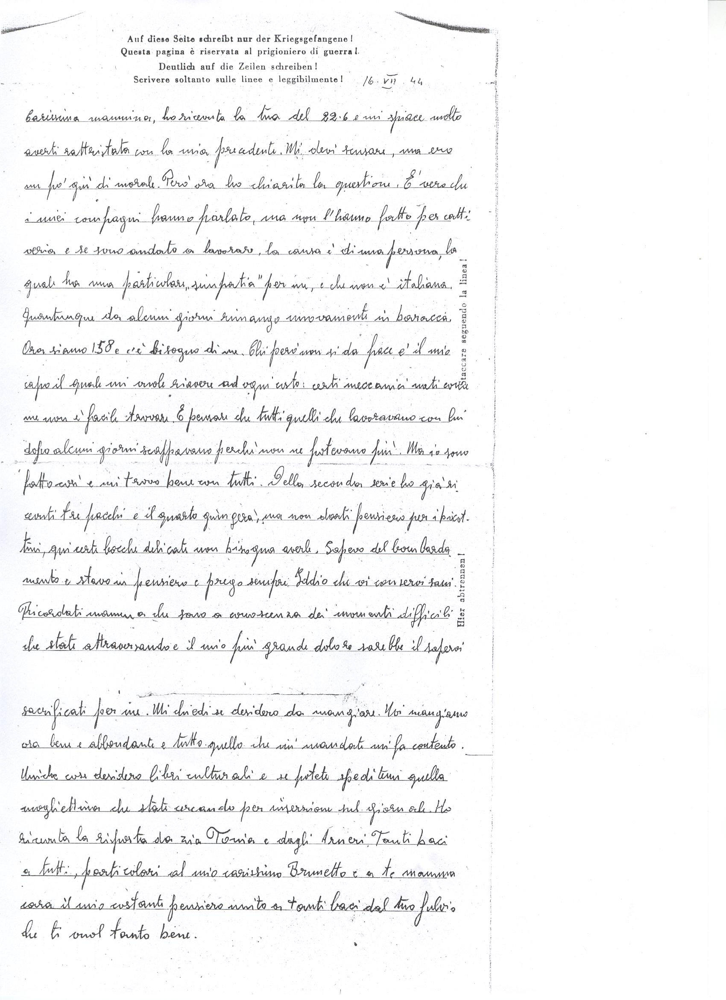 Auf diese Seite schreibt nur der Kriegsgefangene!
Questa pagina è riservata al prigioniero di guerra!
Deutlich auf die Zeilen schreiben!
Scrivere soltanto sulle linee e leggibilmente! 16. VII. 44
Carissima mammina, ho ricevuta la tua del 22.6 e mi spiace molto
averti rattristata con la mia precedente. Mi devi scusare, ma ero
un pò giù di morale. Però ora ho chiarita la questione. È vero che
i miei compagni hanno parlato, ma non l'hanno fatto per catti
veria e se sono andato a lavorare, la causa è di una persona, la
quale ha una particolare „simpatia" per me, e che non è italiana.
Quantunque da alcuni giorni rimango nuovamente in baracca.
Ora siamo 158 e c'è bisogno di me. Chi però non si da pace e' il mio
capo il quale mi vuole riavere ad ogni costo: certi meccanici nati come
me non è facile trovare. E pensare che tutti quelli che lavoravano con lui
dopo alcuni giorni scappavano perchè non ne potevano più. Ma io sono
fatto così e mi trovo bene con tutti. Della seconda serie ho già ri
cevuti tre pacchi e il quarto giungerà, ma non darti pensiero per i biscot-
tini, qui certe bocche delicate non bisogna averle. Sapevo del bombarda
mento e stavo in pensiero e prego sempre Iddio che vi conservi sani.
Ricordati mamma che sono a conoscenza dei momenti difficili
che state attraversando e il mio più grande dolore sarebbe il sapervi
sacrificati per me. Mi chiedi se desidero da mangiare. Noi mangiamo
ora bene e abbondante e tutto quello che mi mandate mi fa contento.
Uniche cose desidero libri culturali e se potete speditemi quella
mogliettina che state cercando per inserzione sul giornale. Ho
ricevuta la risposta da zia Tonia e dagli Arneri. Tanti baci
a tutti, particolari al mio carissimo Brunetto e a te mamma
cara il mio costante pensiero unito a tanti baci dal tuo Fulvio
che ti vuol tanto bene.
staccare seguendo la linea!
Hier abtrennen!